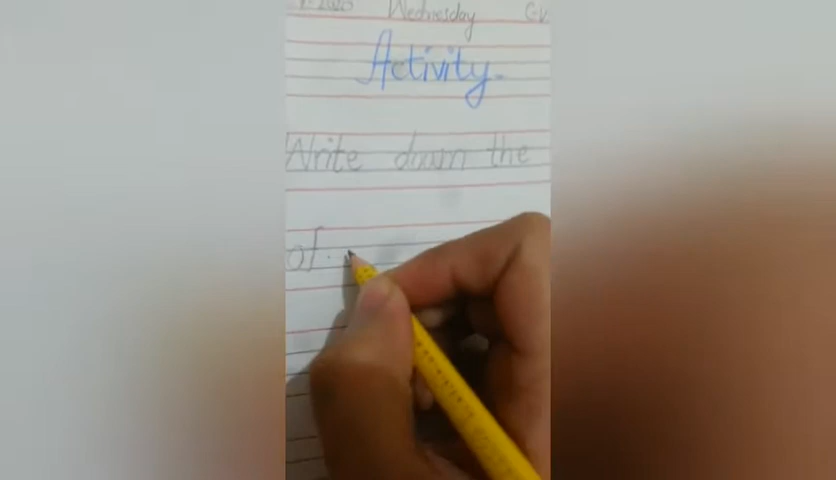 Wednesday
Activity.
Write down the
of